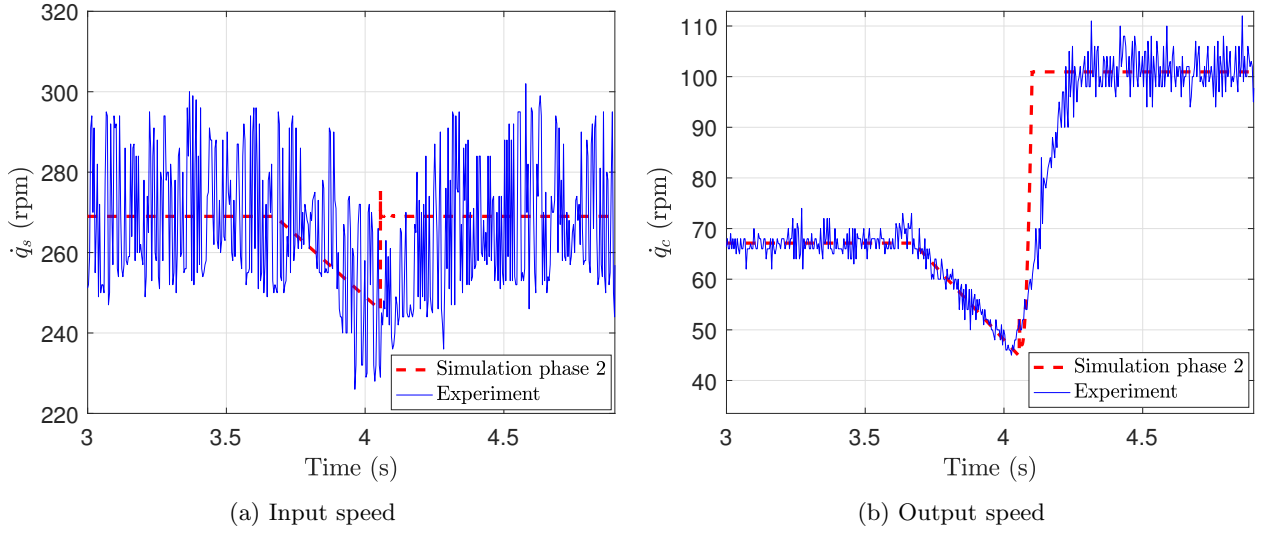 320
300
280
260
240
220
q̇ₛ (rpm)
3
3.5
4
4.5
Time (s)
Simulation phase 2
Experiment
(a) Input speed
110
100
90
80
70
60
50
40
q̇_c (rpm)
3
3.5
4
4.5
Time (s)
Simulation phase 2
Experiment
(b) Output speed